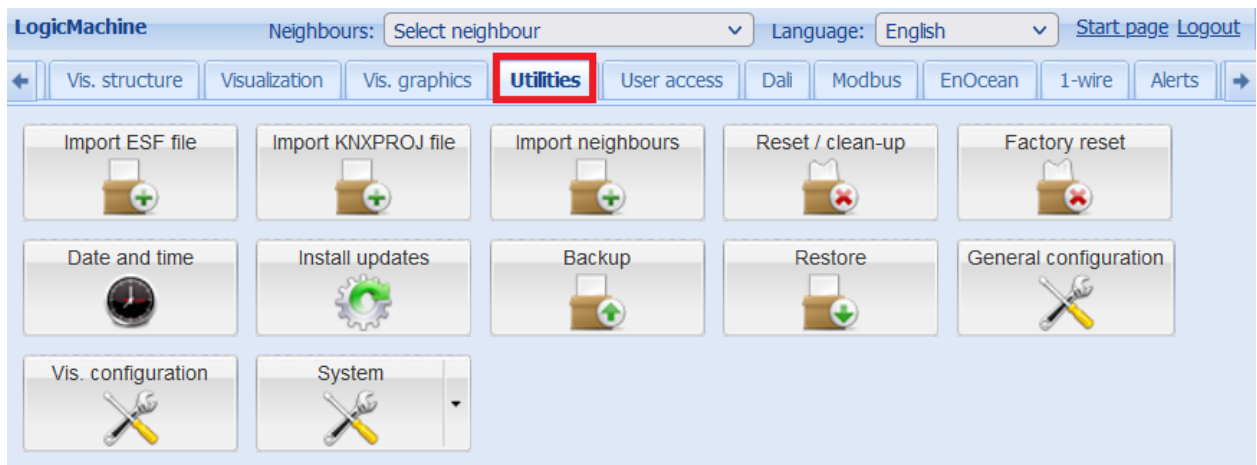 LogicMachine Neighbours: Select neighbour Language: English Start page Logout
Vis. structure Visualization Vis. graphics Utilities User access Dali Modbus EnOcean 1-wire Alerts
Import ESF file Import KNXPROJ file Import neighbours Reset / clean-up Factory reset
Date and time Install updates Backup Restore General configuration
Vis. configuration System